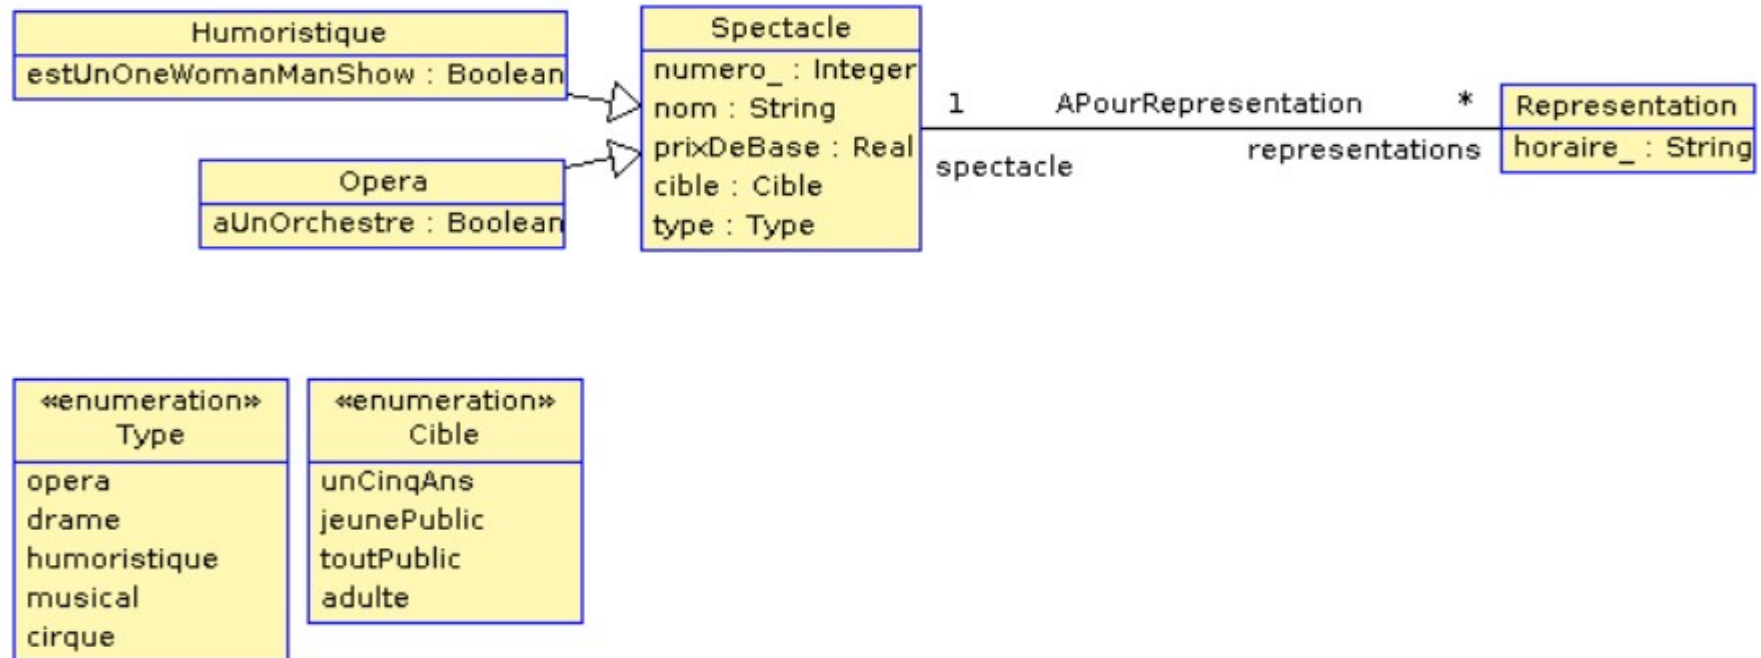 Humoristique
estUnOneWomanManShow : Boolean
Opera
aUnOrchestre : Boolean
Spectacle
numero_ : Integer
nom : String
prixDeBase : Real
cible : Cible
type : Type
1 APourRepresentation *
spectacle representations
Representation
horaire_ : String
«enumeration»
Type
opera
drame
humoristique
musical
cirque
«enumeration»
Cible
unCinqAns
jeunePublic
toutPublic
adulte